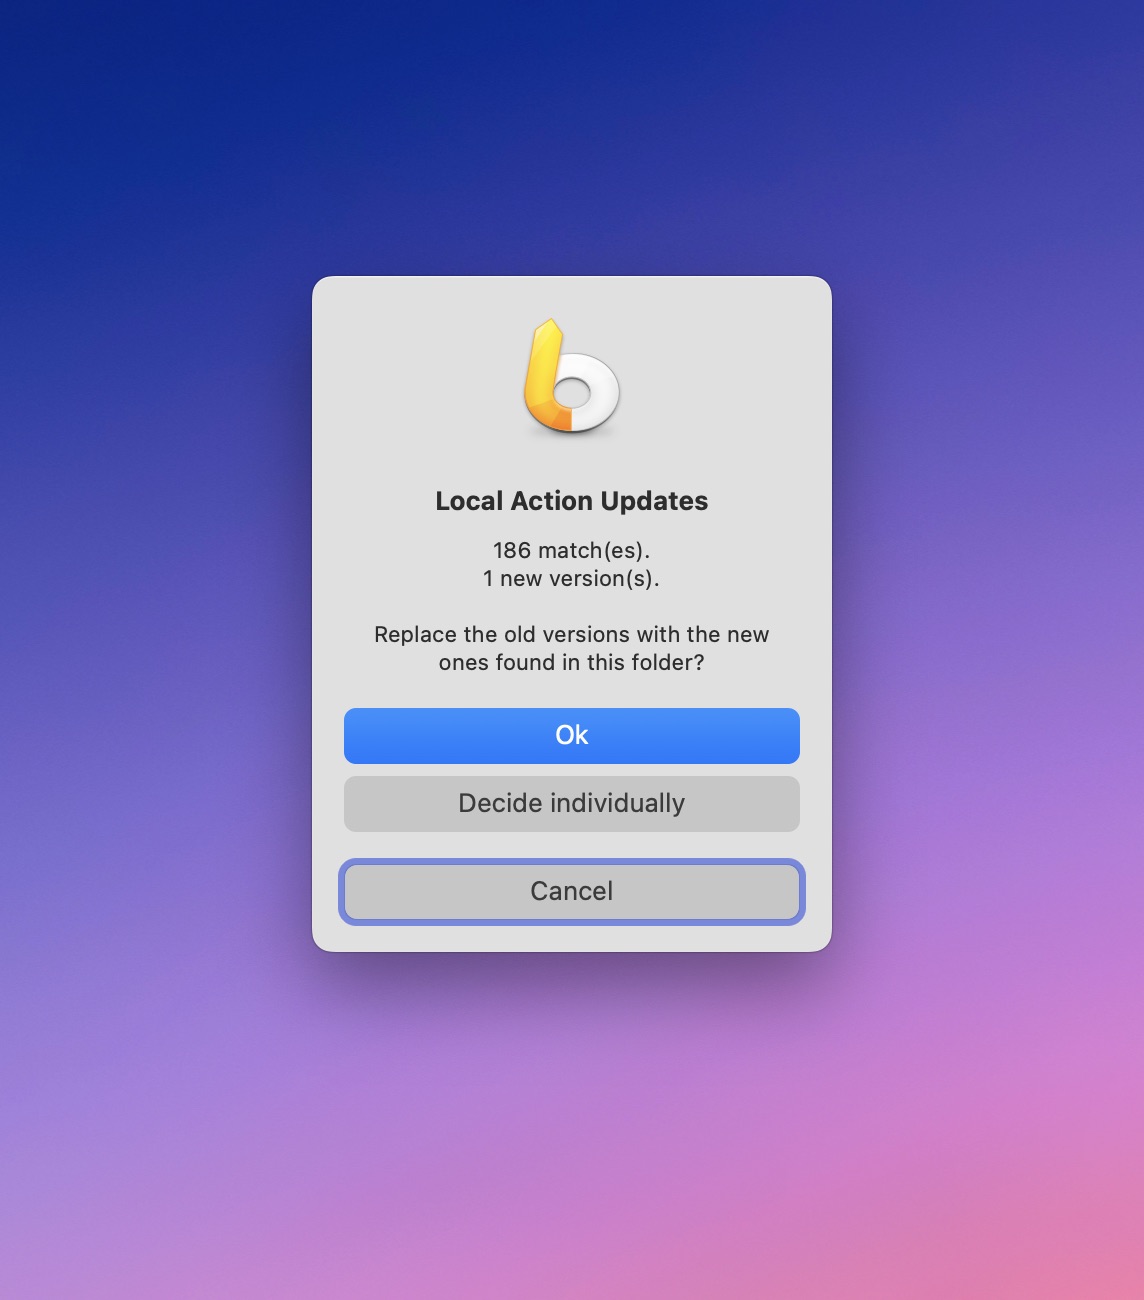 Local Action Updates
186 match(es).
1 new version(s).
Replace the old versions with the new
ones found in this folder?
Ok
Decide individually
Cancel